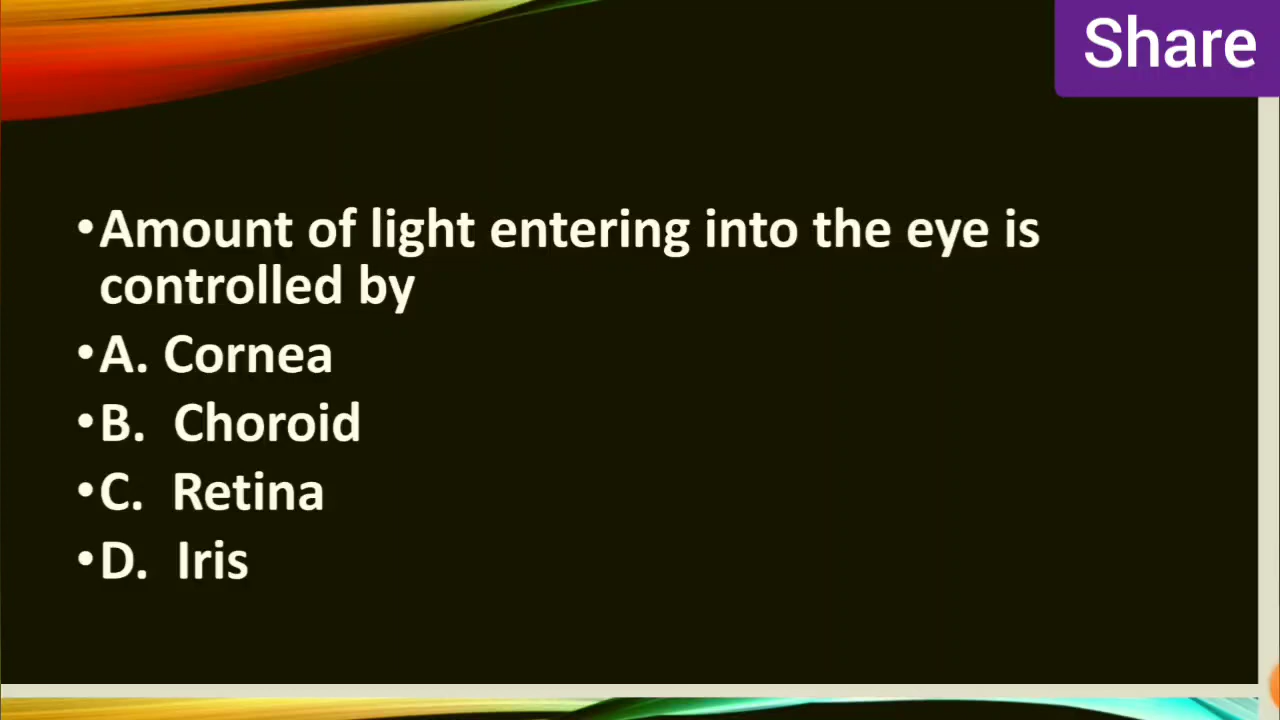 Share
•Amount of light entering into the eye is
controlled by
•A. Cornea
•B. Choroid
•C. Retina
•D. Iris